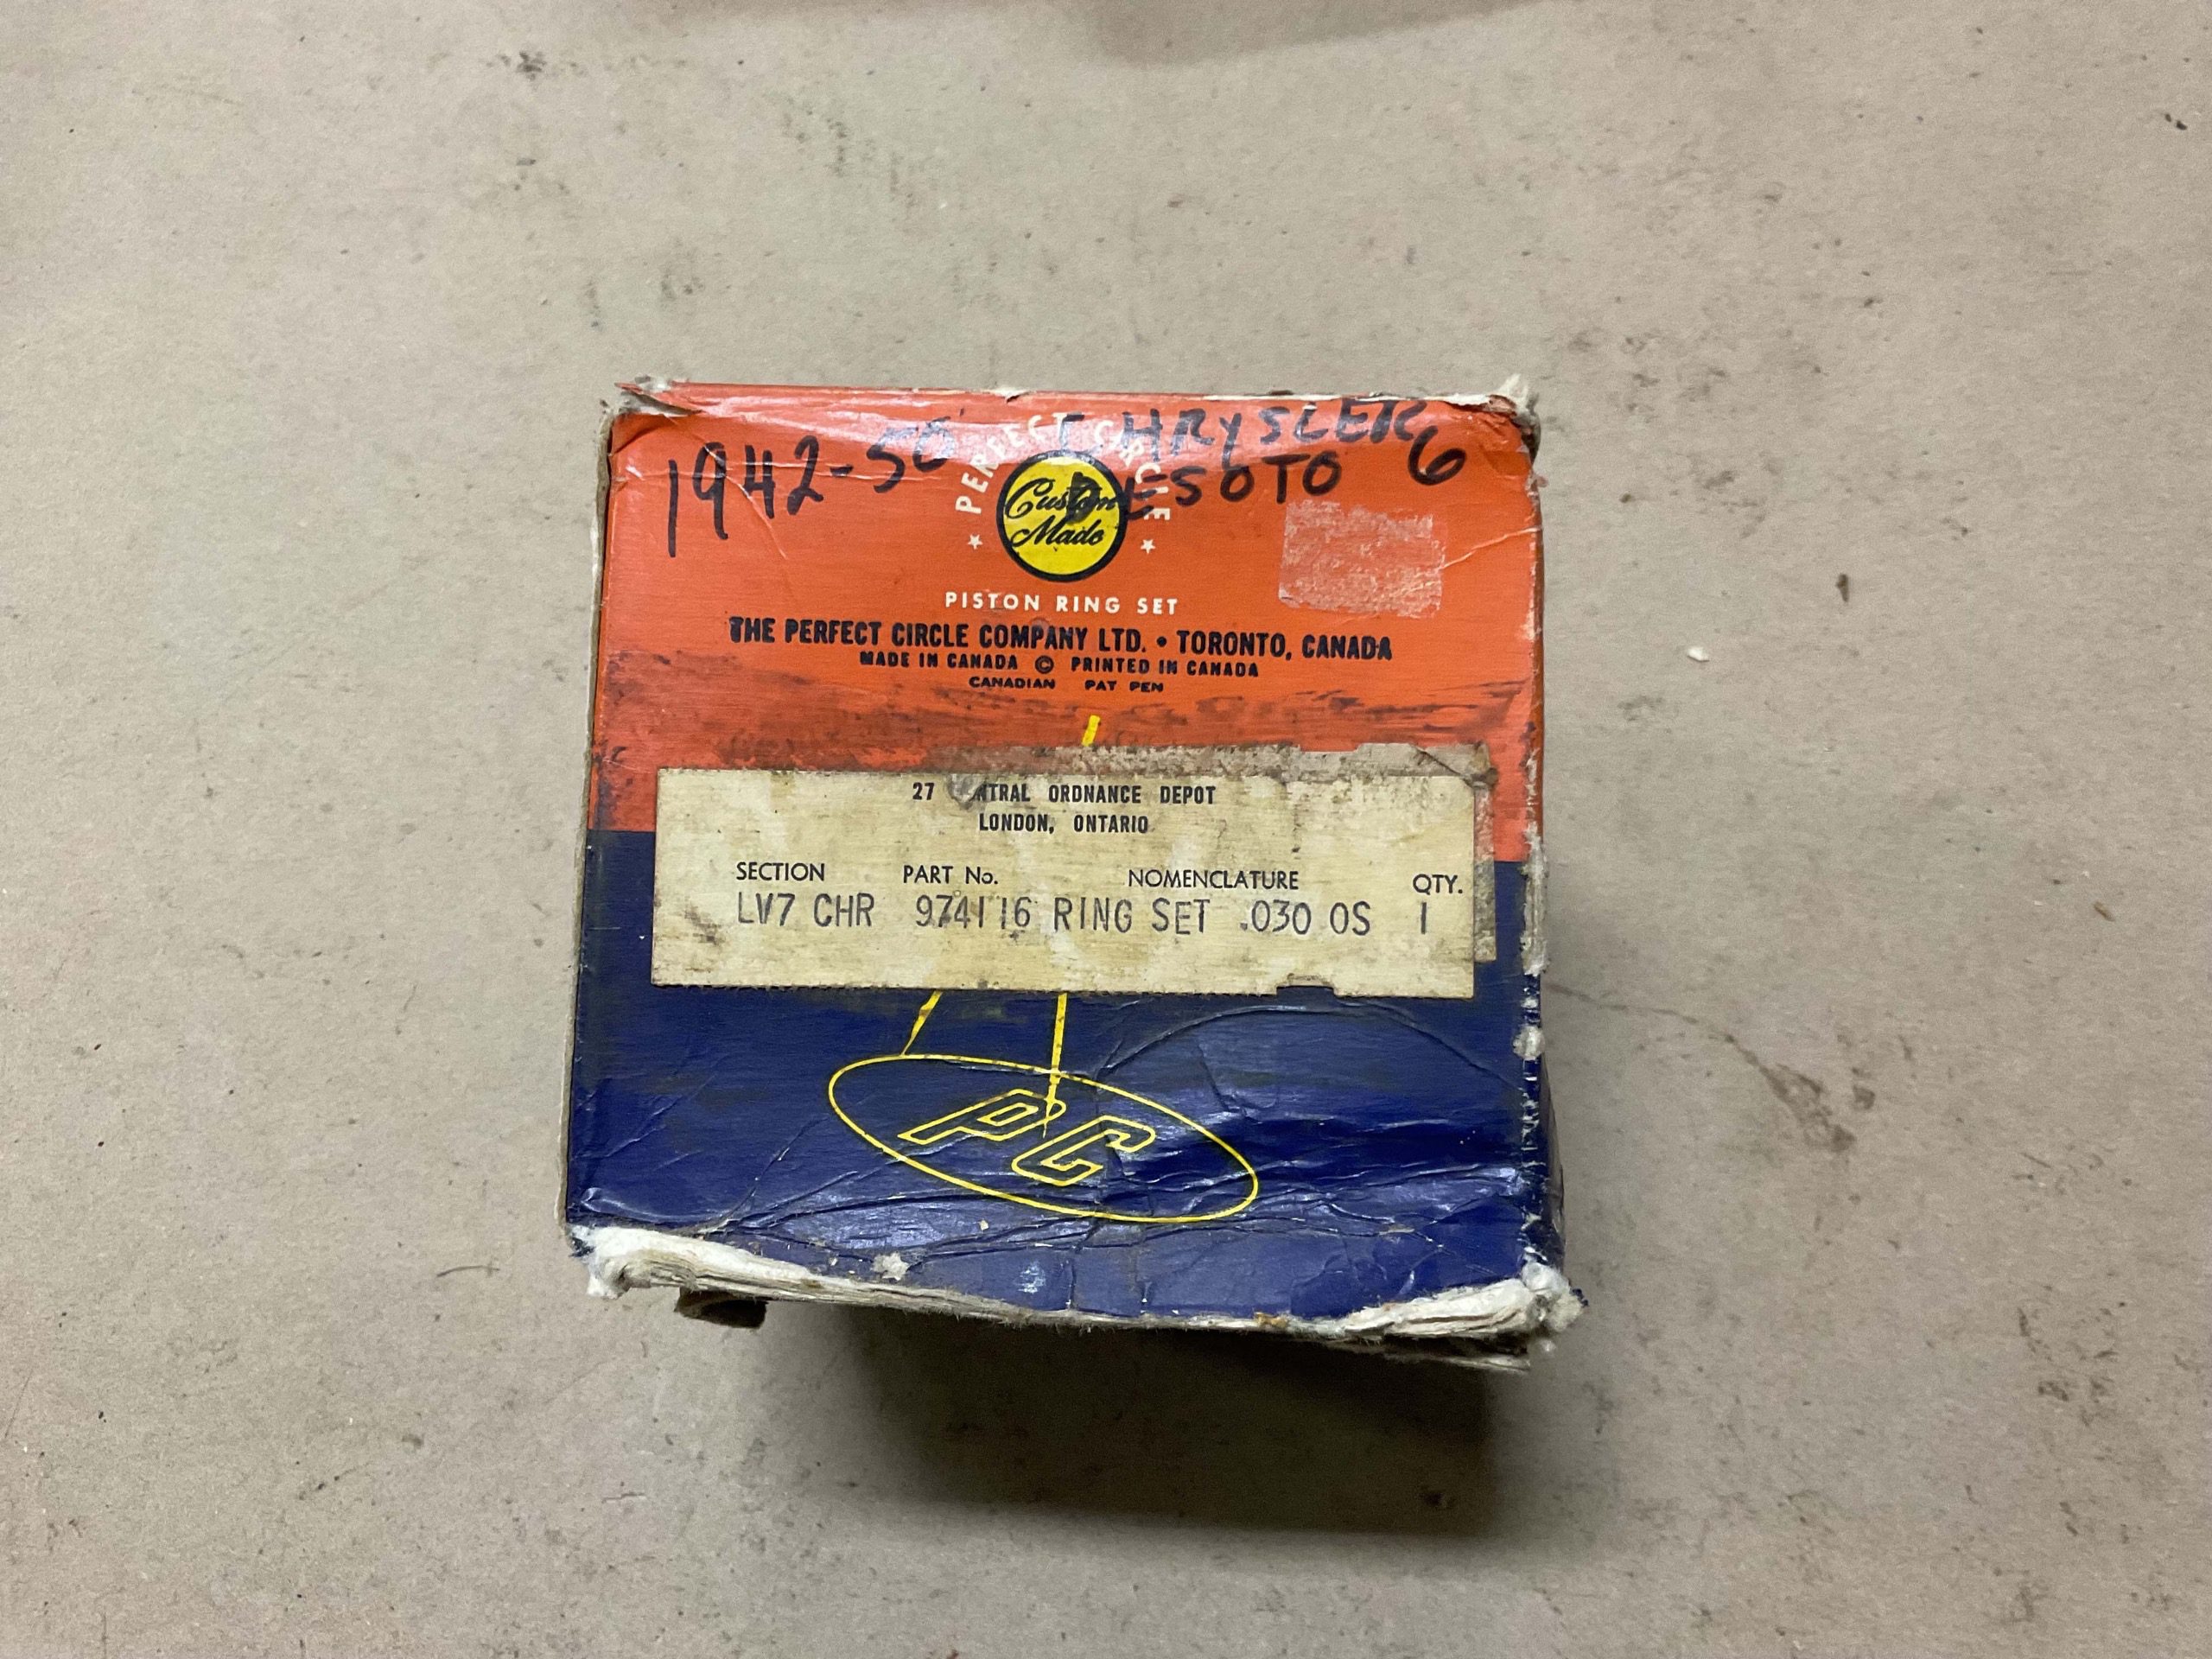 1942-50 CHRYSLER 6
DESOTO
PERFECT CIRCLE
Custom
Made
PISTON RING SET
THE PERFECT CIRCLE COMPANY LTD. • TORONTO, CANADA
MADE IN CANADA © PRINTED IN CANADA
CANADIAN PAT PEN
27 ORDNANCE DEPOT
LONDON, ONTARIO
SECTION PART No. NOMENCLATURE QTY.
LV7 CHR 974116 RING SET .030 OS 1
PC